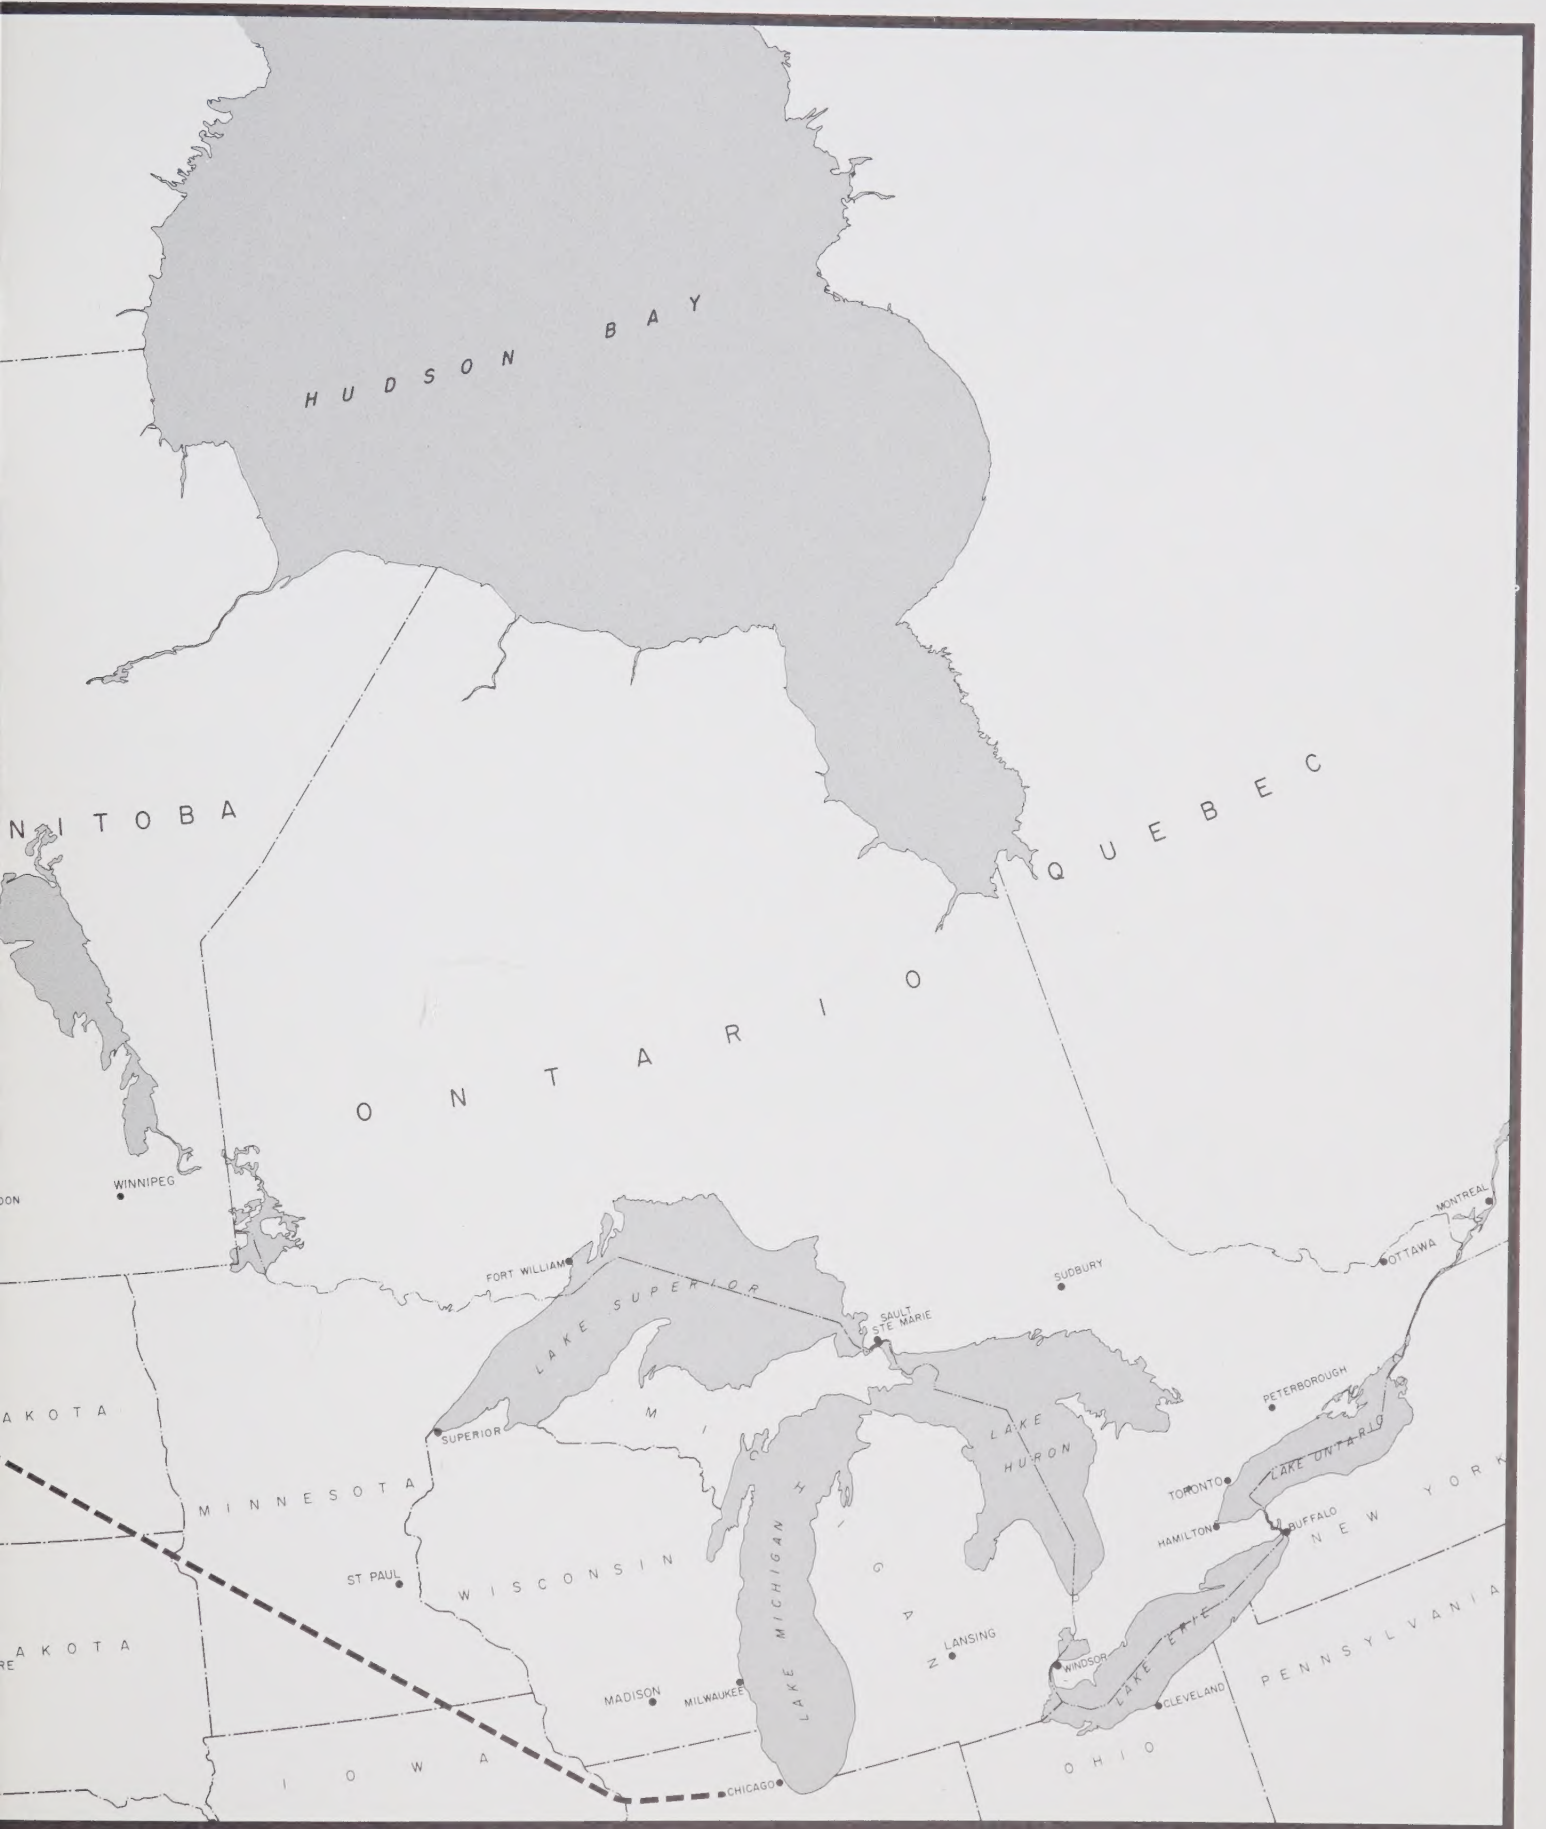 HUDSON BAY
NITOBA
QUEBEC
ONTARIO
WINNIPEG
DON
MONTREAL
OTTAWA
FORT WILLIAM
SUDBURY
LAKE SUPERIOR
SAULT
STE MARIE
PETERBOROUGH
AKOTA
MICHIGAN
LAKE
HURON
SUPERIOR
LAKE ONTARIO
TORONTO
MINNESOTA
HAMILTON
BUFFALO
NEW YORK
ST PAUL
WISCONSIN
LAKE MICHIGAN
LAKE ERIE
PENNSYLVANIA
AKOTA
RE
LANSING
WINDSOR
MADISON
MILWAUKEE
CLEVELAND
IOWA
OHIO
CHICAGO